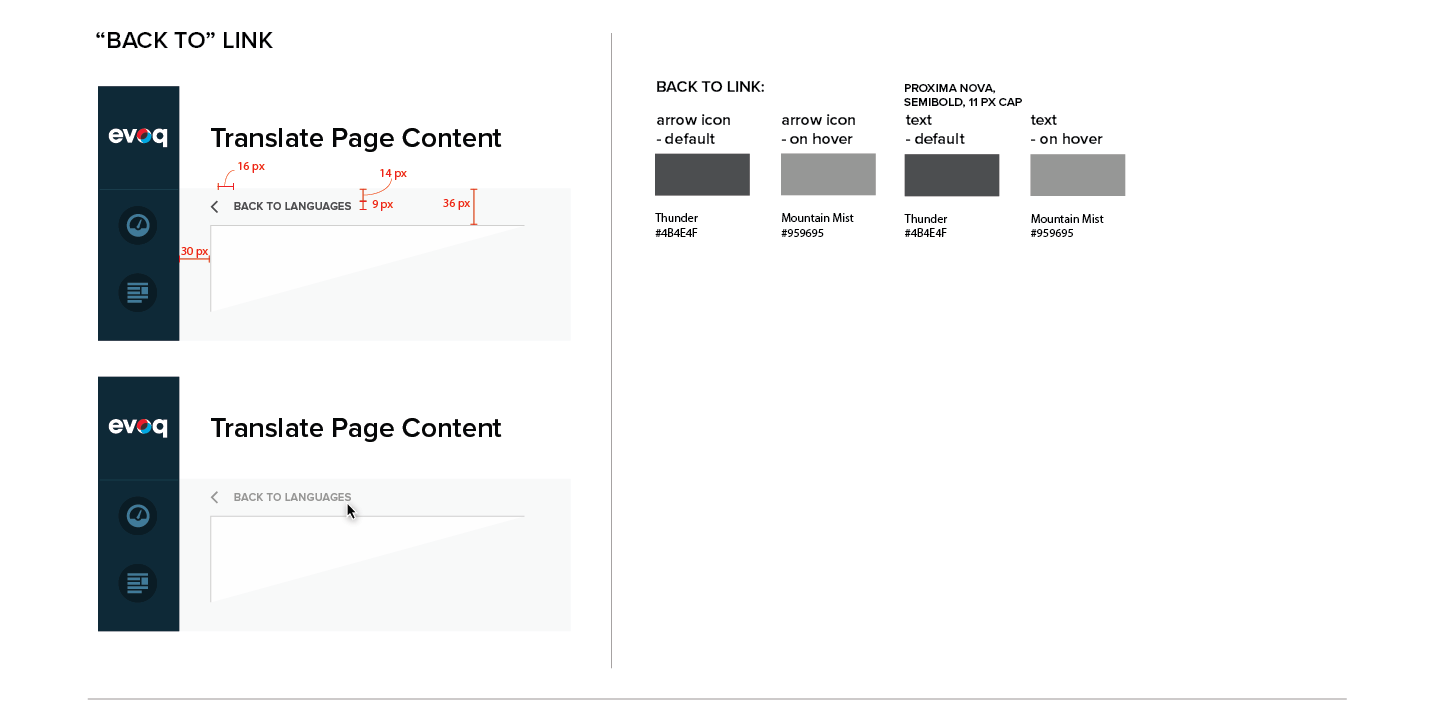 “BACK TO” LINK
evoq
Translate Page Content
16 px
14 px
BACK TO LANGUAGES
9 px
36 px
30 px
evoq
Translate Page Content
BACK TO LANGUAGES
BACK TO LINK:
PROXIMA NOVA,
SEMIBOLD, 11 PX CAP
arrow icon
- default
Thunder
#4B4E4F
arrow icon
- on hover
Mountain Mist
#959695
text
- default
Thunder
#4B4E4F
text
- on hover
Mountain Mist
#959695